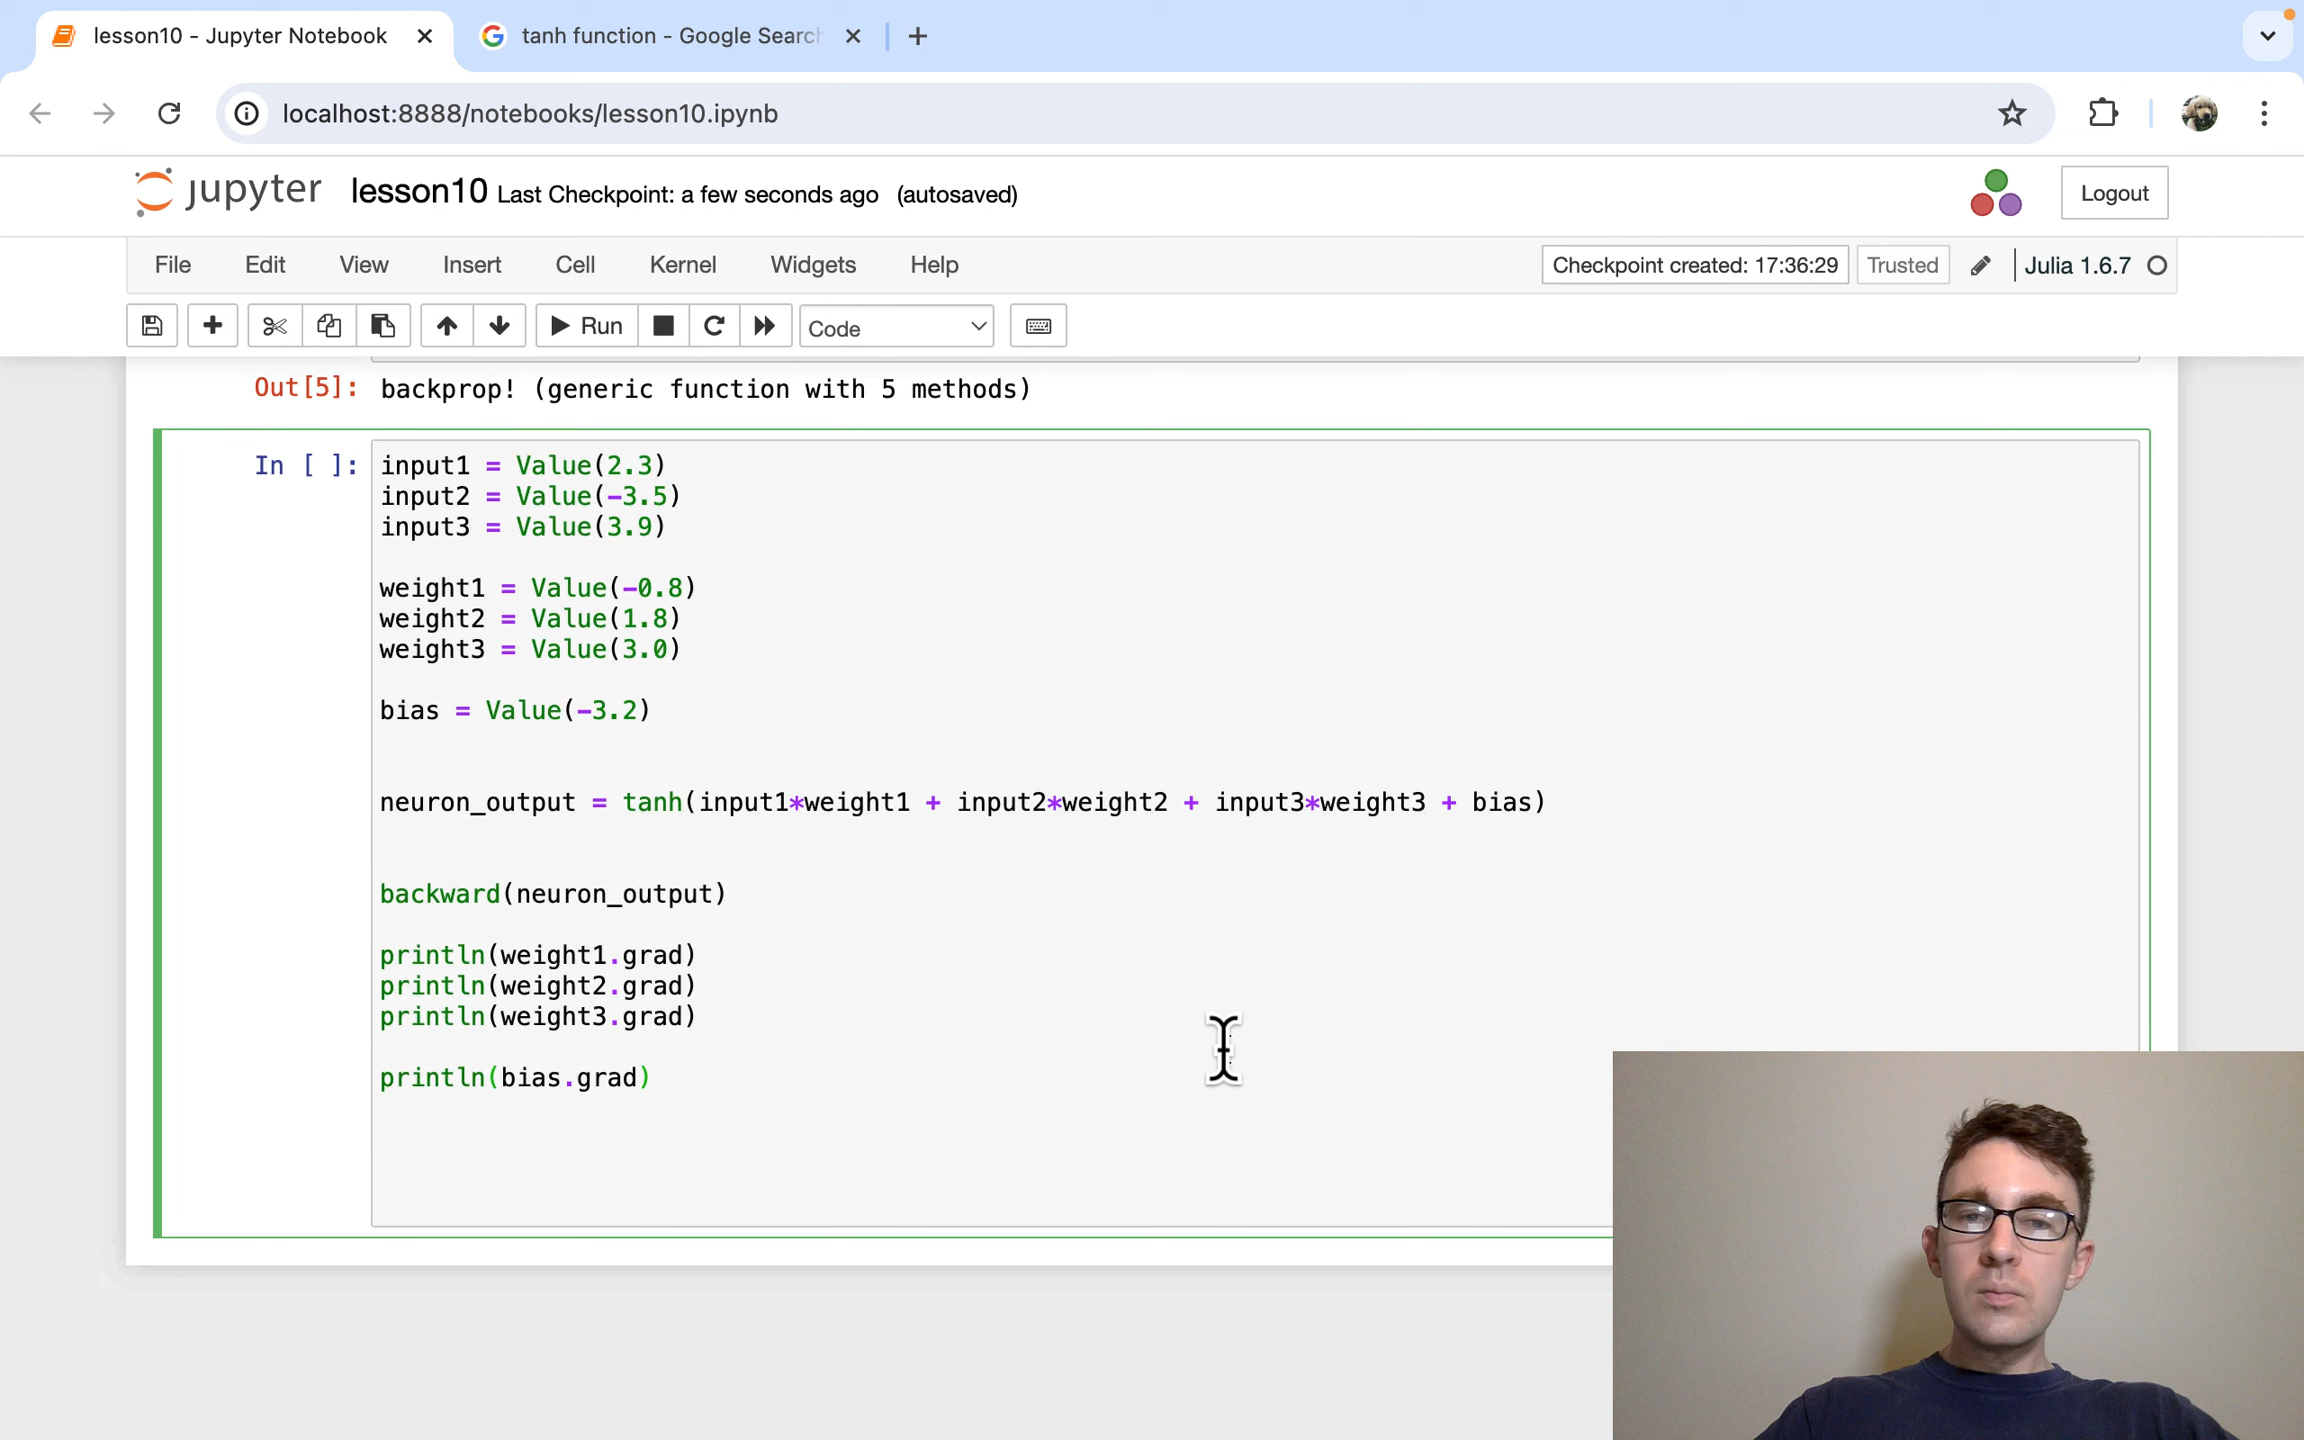 lesson10 - Jupyter Notebook
tanh function - Google Search
localhost:8888/notebooks/lesson10.ipynb
jupyter lesson10 Last Checkpoint: a few seconds ago (autosaved)
Logout
File Edit View Insert Cell Kernel Widgets Help
Checkpoint created: 17:36:29 Trusted Julia 1.6.7
Run Code
Out[5]: backprop! (generic function with 5 methods)
In [ ]: input1 = Value(2.3)
input2 = Value(-3.5)
input3 = Value(3.9)
weight1 = Value(-0.8)
weight2 = Value(1.8)
weight3 = Value(3.0)
bias = Value(-3.2)
neuron_output = tanh(input1*weight1 + input2*weight2 + input3*weight3 + bias)
backward(neuron_output)
println(weight1.grad)
println(weight2.grad)
println(weight3.grad)
println(bias.grad)